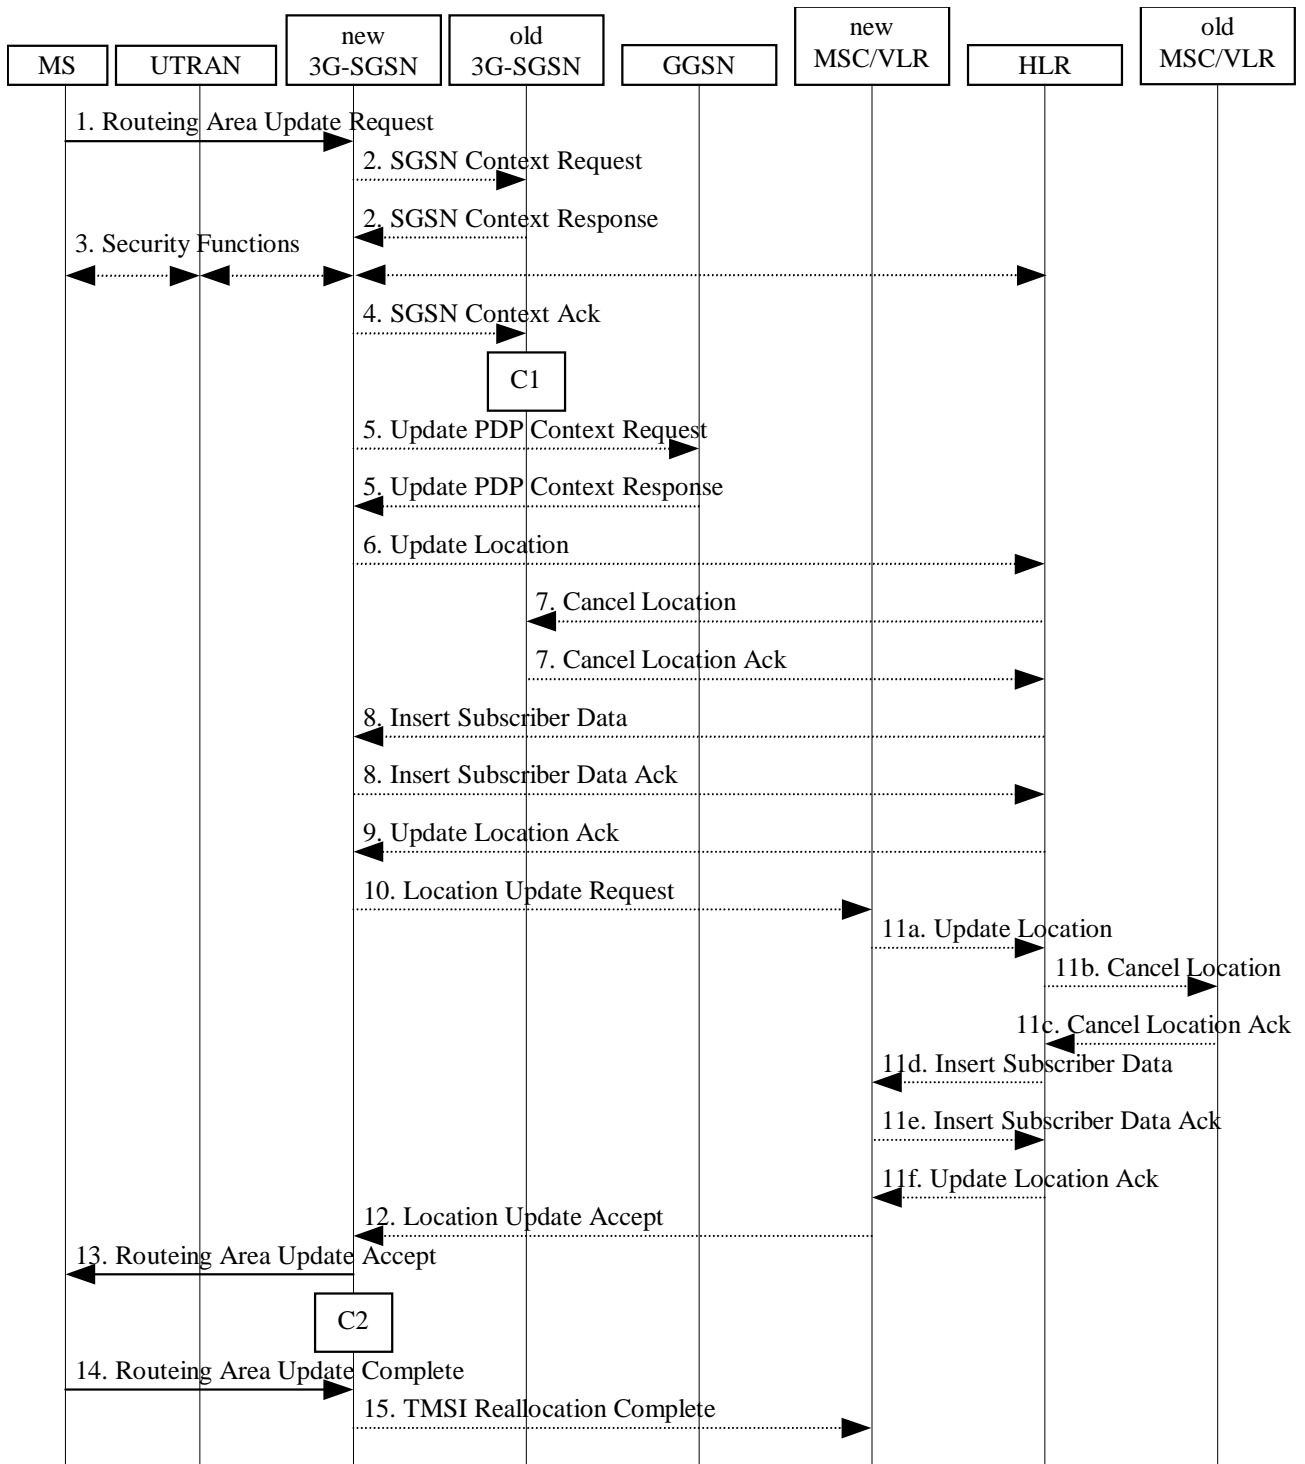 MS
UTRAN
new
3G-SGSN
old
3G-SGSN
GGSN
new
MSC/VLR
HLR
old
MSC/VLR
1. Routeing Area Update Request
2. SGSN Context Request
2. SGSN Context Response
3. Security Functions
4. SGSN Context Ack
C1
5. Update PDP Context Request
5. Update PDP Context Response
6. Update Location
7. Cancel Location
7. Cancel Location Ack
8. Insert Subscriber Data
8. Insert Subscriber Data Ack
9. Update Location Ack
10. Location Update Request
11a. Update Location
11b. Cancel Location
11c. Cancel Location Ack
11d. Insert Subscriber Data
11e. Insert Subscriber Data Ack
11f. Update Location Ack
12. Location Update Accept
13. Routeing Area Update Accept
C2
14. Routeing Area Update Complete
15. TMSI Reallocation Complete